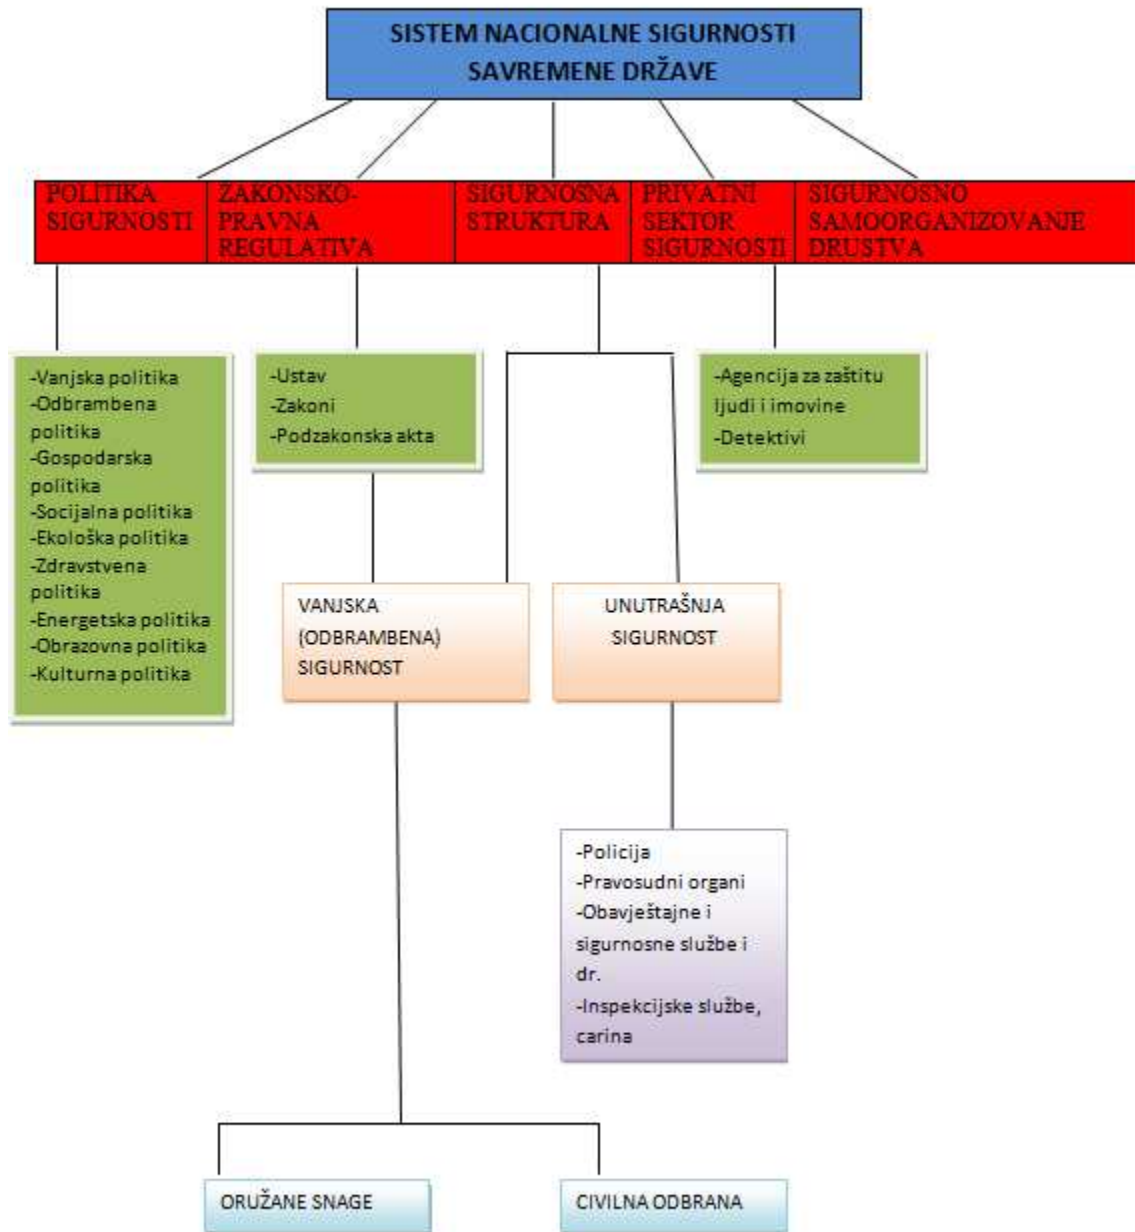 SISTEM NACIONALNE SIGURNOSTI
SAVREMENE DRŽAVE
POLITIKA
SIGURNOSTI
ZAKONSKO-
PRAVNA
REGULATIVA
SIGURNOSNA
STRUKTURA
PRIVATNI
SEKTOR
SIGURNOSTI
SIGURNOSNO
SAMOORGANIZOVANJE
DRUSTVA
-Vanjska politika
-Odbrambena
politika
-Gospodarska
politika
-Socijalna politika
-Ekološka politika
-Zdravstvena
politika
-Energetska politika
-Obrazovna politika
-Kulturna politika
-Ustav
-Zakoni
-Podzakonska akta
-Agencija za zaštitu
ljudi i imovine
-Detektivi
VANJSKA
(ODBRAMBENA)
SIGURNOST
UNUTRAŠNJA
SIGURNOST
-Policija
-Pravosudni organi
-Obavještajne i
sigurnosne službe i
dr.
-Inspekcijske službe,
carina
ORUŽANE SNAGE
CIVILNA ODBRANA